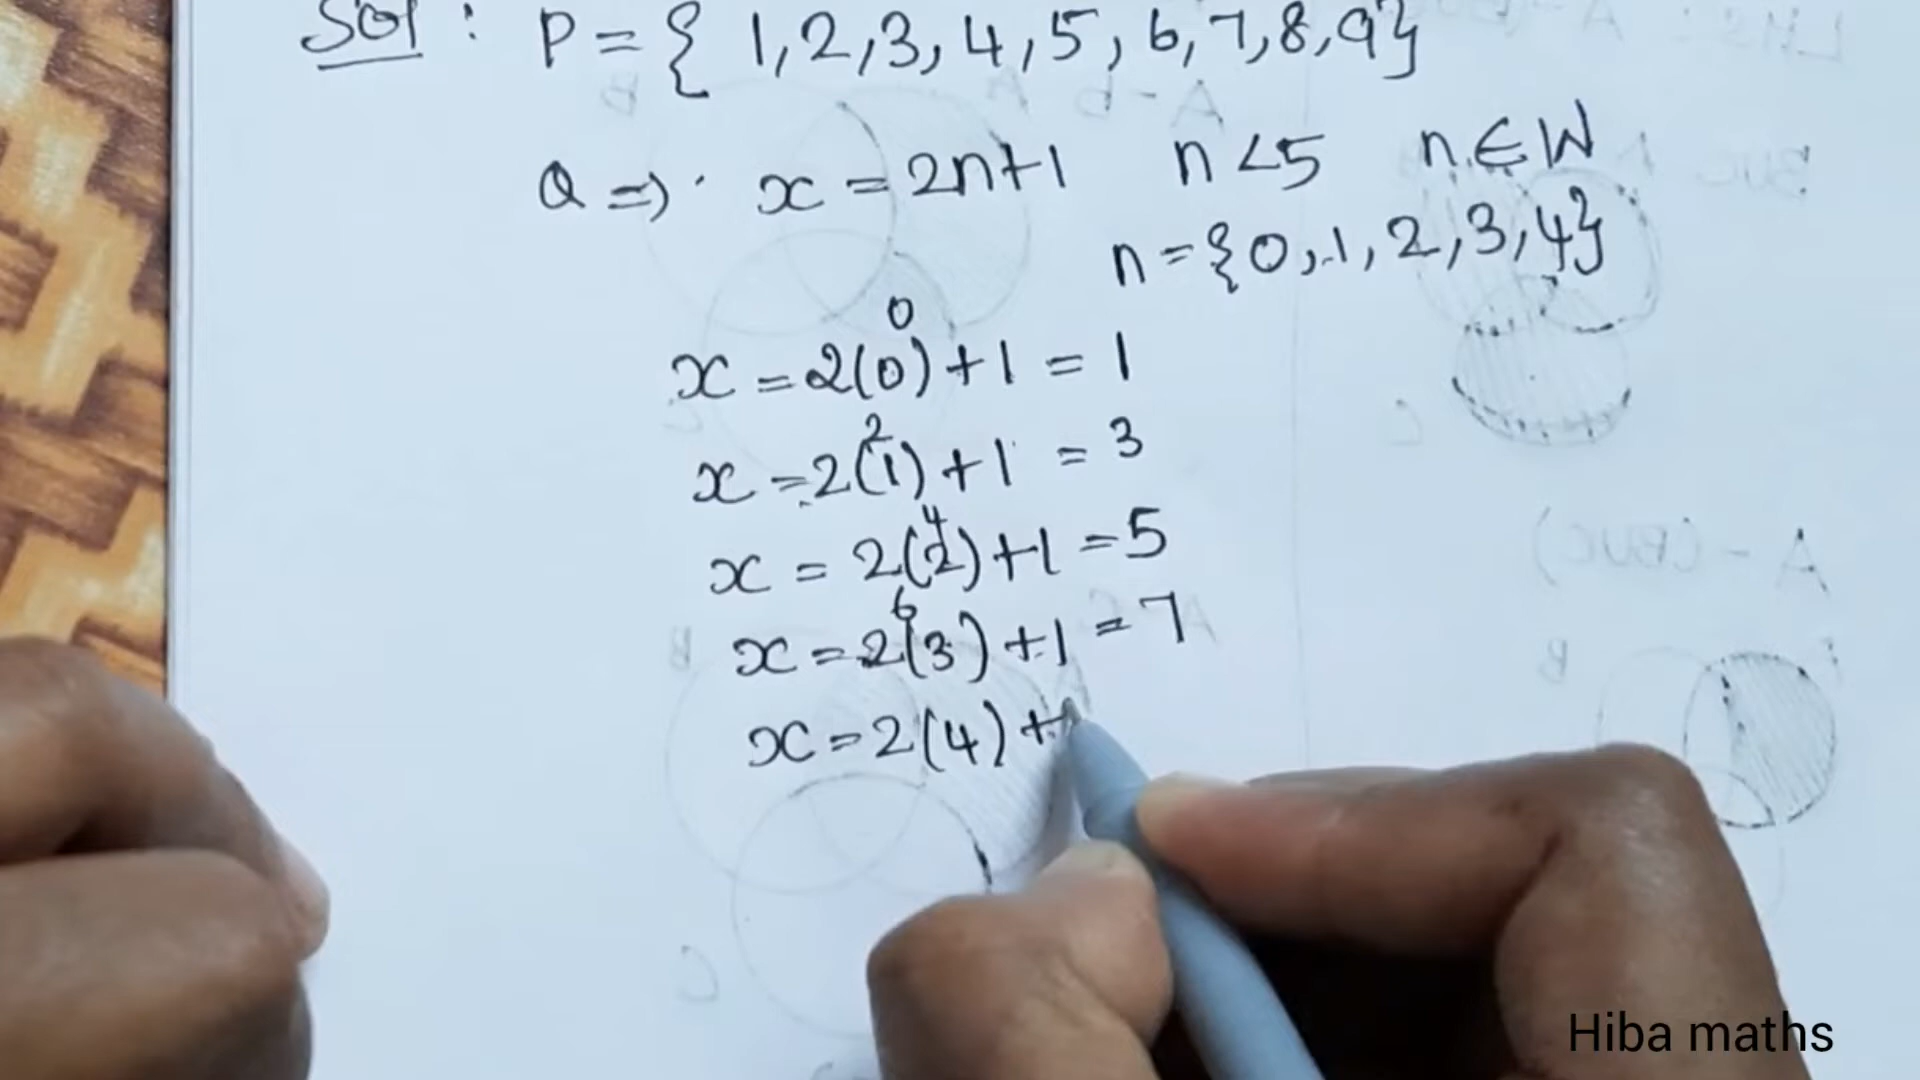 Sol : P = { 1, 2, 3, 4, 5, 6, 7, 8, 9}
Q => x = 2n+1 n < 5 n ∈ W
n = {0, 1, 2, 3, 4}
0
x = 2(0) + 1 = 1
2
x = 2(1) + 1 = 3
4
x = 2(2) + 1 = 5
6
x = 2(3) + 1 = 7
x = 2(4) +
Hiba maths